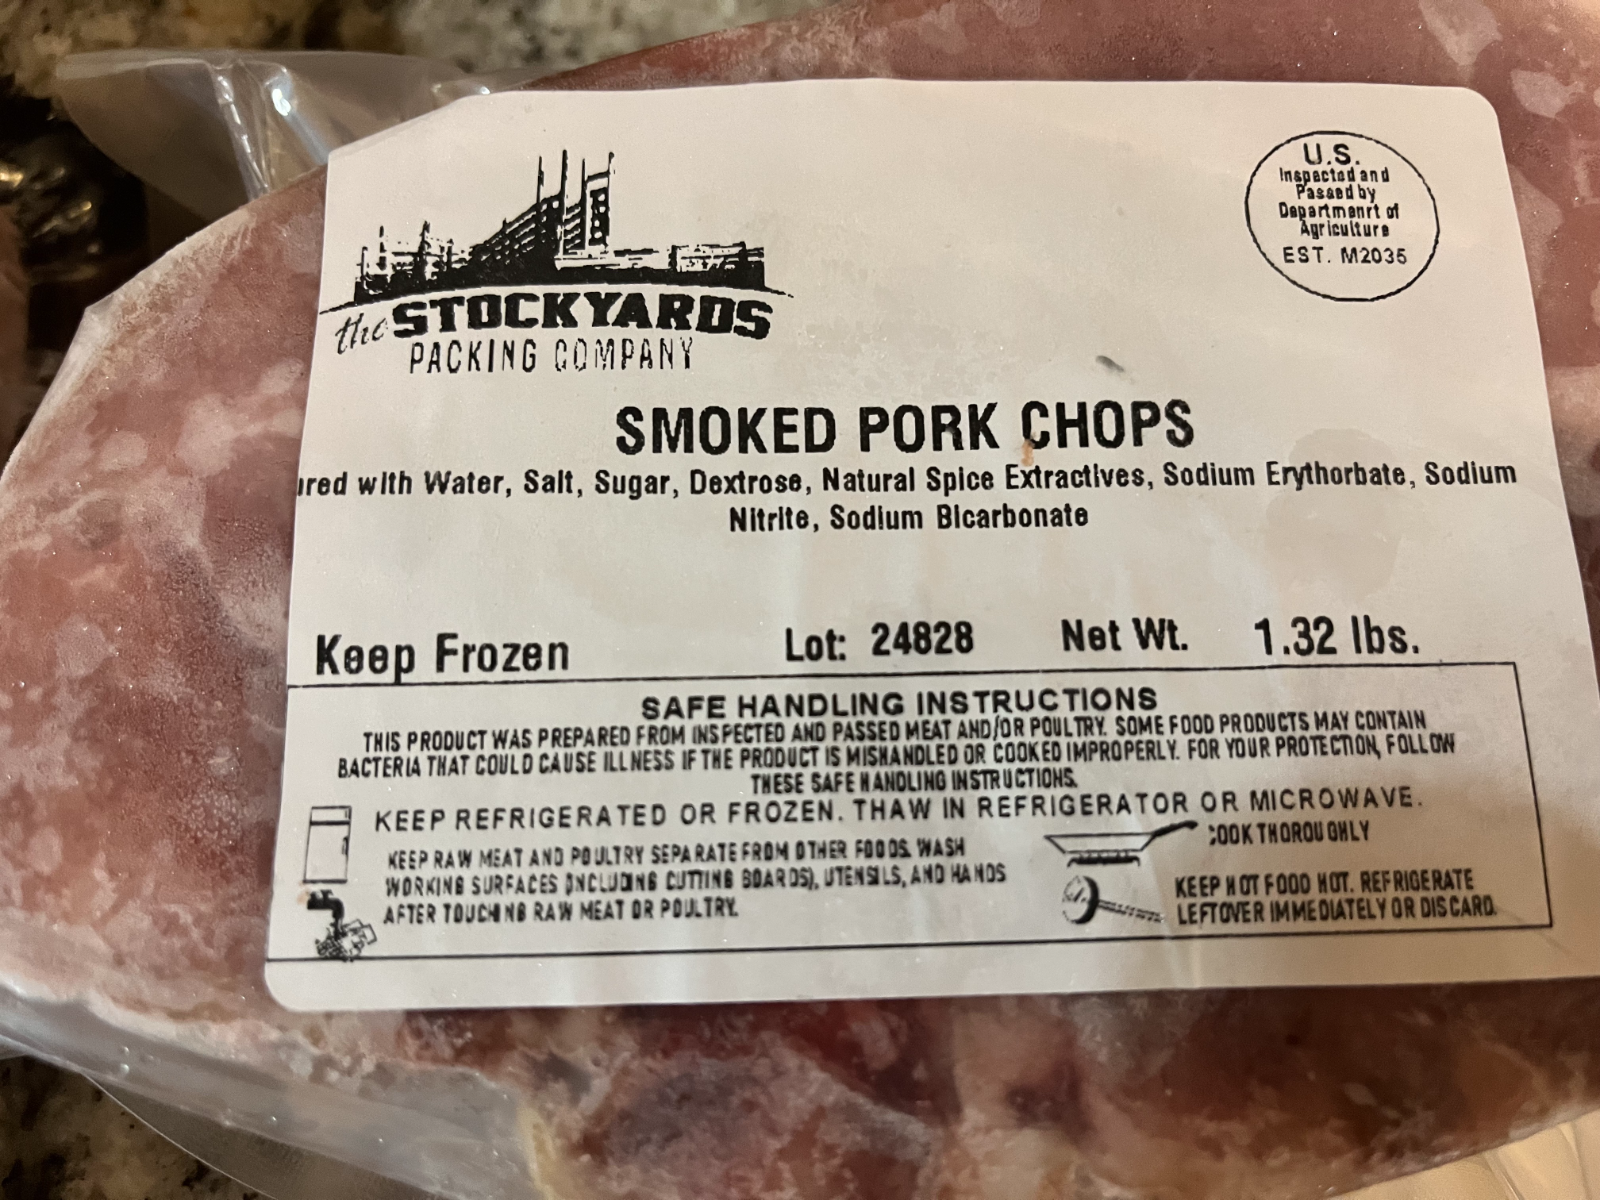 U.S.
Inspected and
Passed by
Departmenrt of
Agriculture
EST. M2035
the STOCKYARDS
PACKING COMPANY
SMOKED PORK CHOPS
ured with Water, Salt, Sugar, Dextrose, Natural Spice Extractives, Sodium Erythorbate, Sodium
Nitrite, Sodium Bicarbonate
Keep Frozen Lot: 24828 Net Wt. 1.32 lbs.
SAFE HANDLING INSTRUCTIONS
THIS PRODUCT WAS PREPARED FROM INSPECTED AND PASSED MEAT AND/OR POULTRY. SOME FOOD PRODUCTS MAY CONTAIN
BACTERIA THAT COULD CAUSE ILLNESS IF THE PRODUCT IS MISHANDLED OR COOKED IMPROPERLY. FOR YOUR PROTECTION, FOLLOW
THESE SAFE HANDLING INSTRUCTIONS.
KEEP REFRIGERATED OR FROZEN. THAW IN REFRIGERATOR OR MICROWAVE.
KEEP RAW MEAT AND POULTRY SEPARATE FROM OTHER FOODS. WASH
WORKING SURFACES (INCLUDING CUTTING BOARDS), UTENSILS, AND HANDS
AFTER TOUCHING RAW MEAT OR POULTRY.
COOK THOROUGHLY
KEEP HOT FOOD HOT. REFRIGERATE
LEFTOVER IMMEDIATELY OR DISCARD.